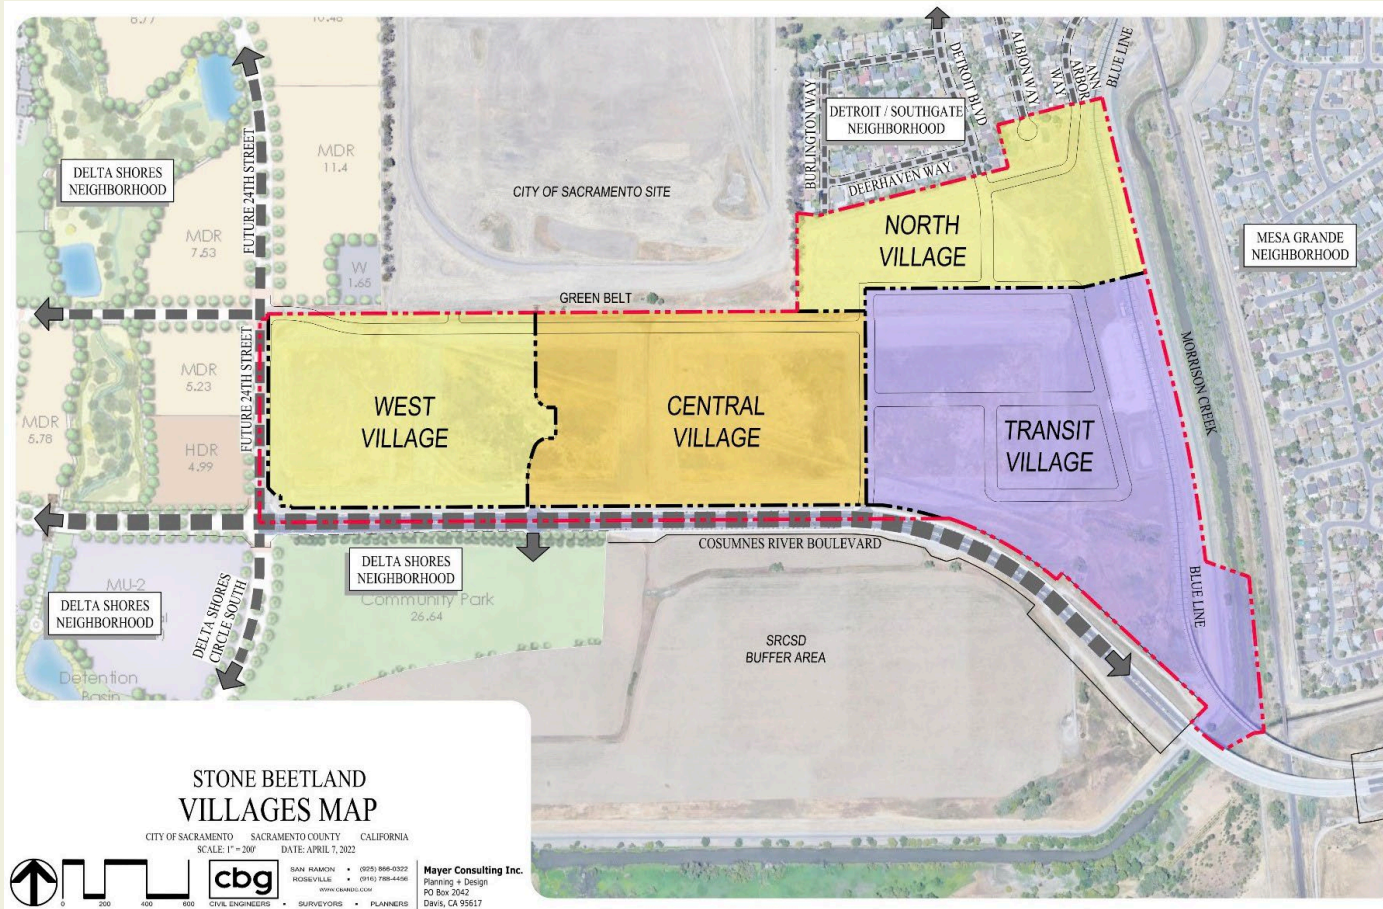 6.77
10.48
BLUE LINE
ANN
ARBOR
WAY
ALBION WAY
DETROIT BLVD
BURLINGTON WAY
DETROIT / SOUTHGATE
NEIGHBORHOOD
DEERHAVEN WAY
MDR
11.4
DELTA SHORES
NEIGHBORHOOD
FUTURE 24TH STREET
CITY OF SACRAMENTO SITE
MDR
7.53
NORTH
VILLAGE
MESA GRANDE
NEIGHBORHOOD
W
1.65
GREEN BELT
MORRISON CREEK
FUTURE 24TH STREET
MDR
5.23
MDR
5.78
HDR
4.99
WEST
VILLAGE
CENTRAL
VILLAGE
TRANSIT
VILLAGE
COSUMNES RIVER BOULEVARD
DELTA SHORES
NEIGHBORHOOD
Community Park
26.64
MU-2
DELTA SHORES
NEIGHBORHOOD
DELTA SHORES
CIRCLE SOUTH
BLUE LINE
SRCSD
BUFFER AREA
Detention
Basin
STONE BEETLAND
VILLAGES MAP
CITY OF SACRAMENTO SACRAMENTO COUNTY CALIFORNIA
SCALE: 1" = 200' DATE: APRIL 7, 2022
0 200 400 600
cbg
CIVIL ENGINEERS • SURVEYORS • PLANNERS
SAN RAMON • (925) 866-0322
ROSEVILLE • (916) 788-4456
WWW.CBANDG.COM
Mayer Consulting Inc.
Planning + Design
PO Box 2042
Davis, CA 95617